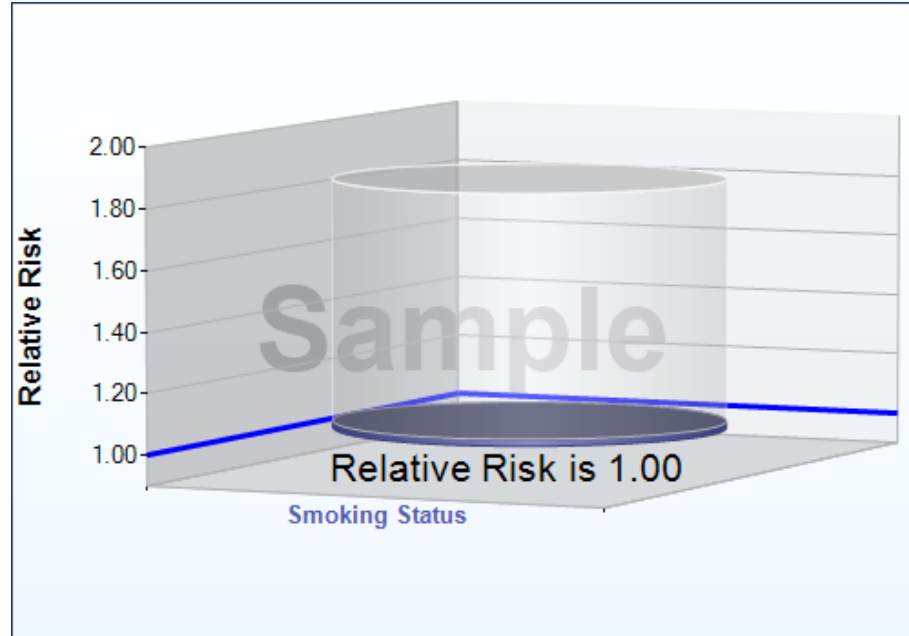 2.00
1.80
1.60
1.40
1.20
1.00
Relative Risk
Sample
Relative Risk is 1.00
Smoking Status